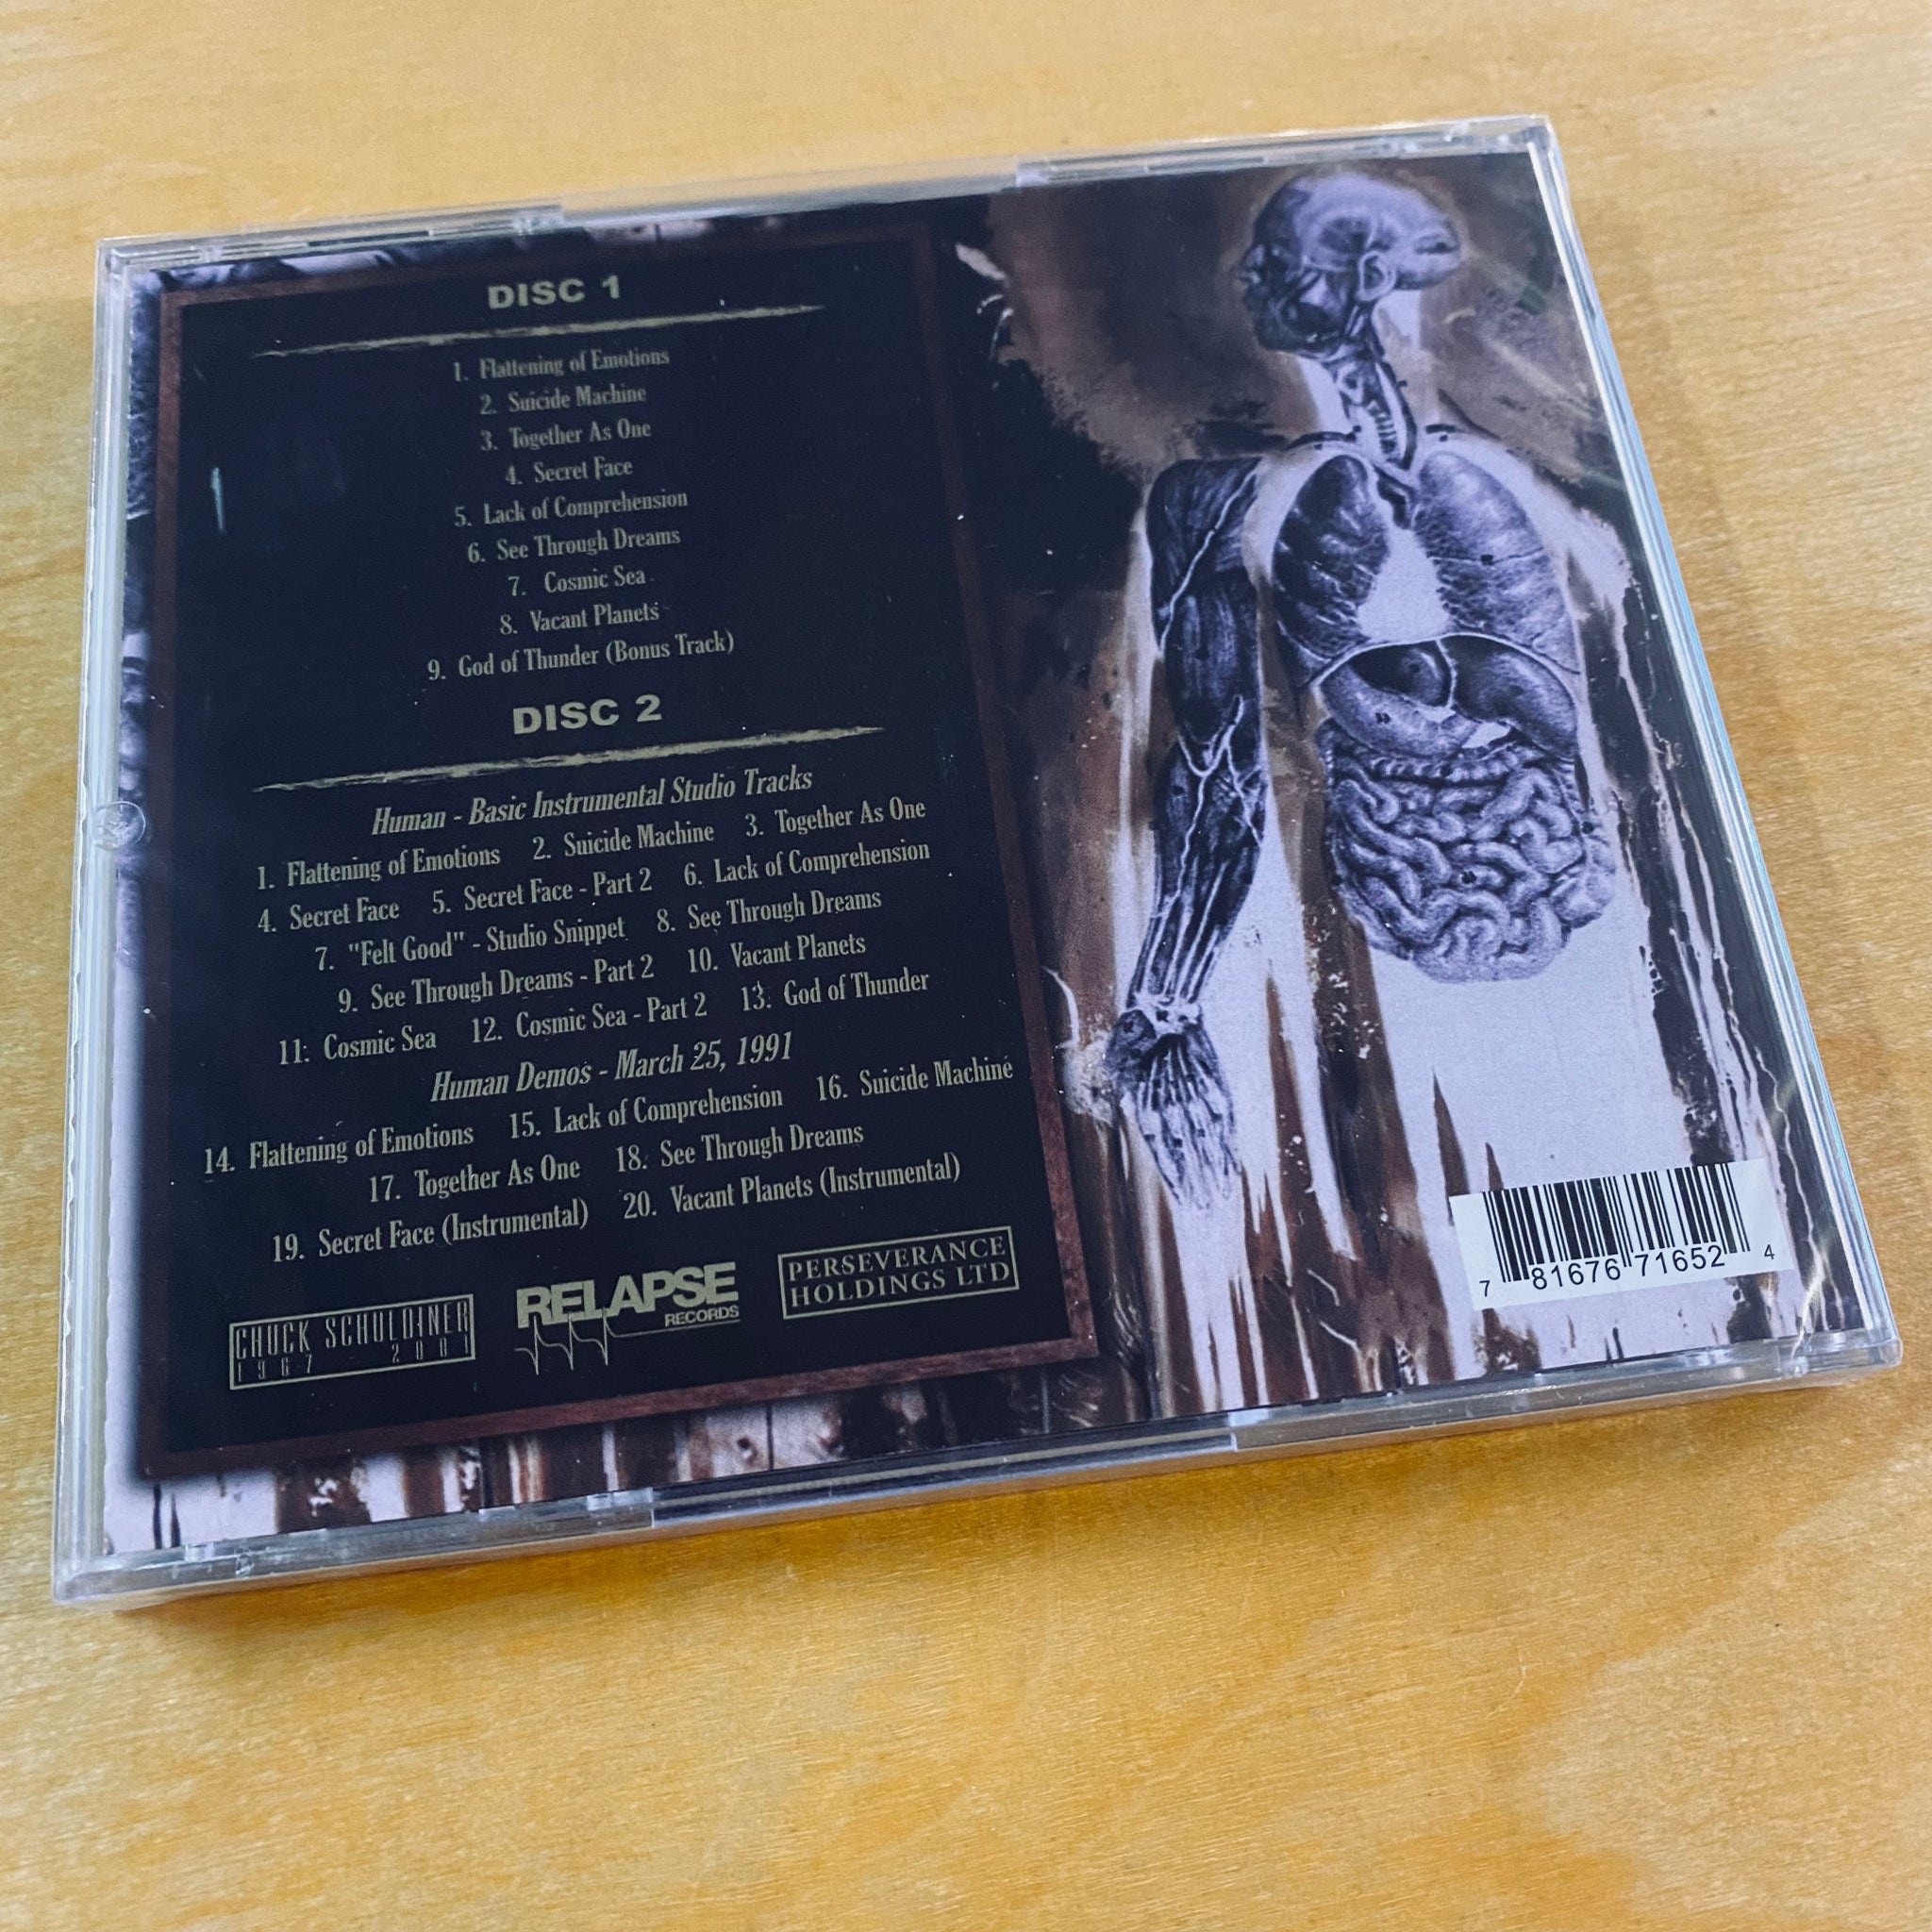 DISC 1
1. Flattening of Emotions
2. Suicide Machine
3. Together As One
4. Secret Face
5. Lack of Comprehension
6. See Through Dreams
7. Cosmic Sea
8. Vacant Planets
9. God of Thunder (Bonus Track)
DISC 2
Human - Basic Instrumental Studio Tracks
1. Flattening of Emotions 2. Suicide Machine 3. Together As One
4. Secret Face 5. Secret Face - Part 2 6. Lack of Comprehension
7. "Felt Good" - Studio Snippet 8. See Through Dreams
9. See Through Dreams - Part 2 10. Vacant Planets
11. Cosmic Sea 12. Cosmic Sea - Part 2 13. God of Thunder
Human Demos - March 25, 1991
14. Flattening of Emotions 15. Lack of Comprehension 16. Suicide Machine
17. Together As One 18. See Through Dreams
19. Secret Face (Instrumental) 20. Vacant Planets (Instrumental)
CHUCK SCHULDINER
1967 - 2001
RELAPSE
RECORDS
PERSEVERANCE
HOLDINGS LTD
7 81676 71652 4